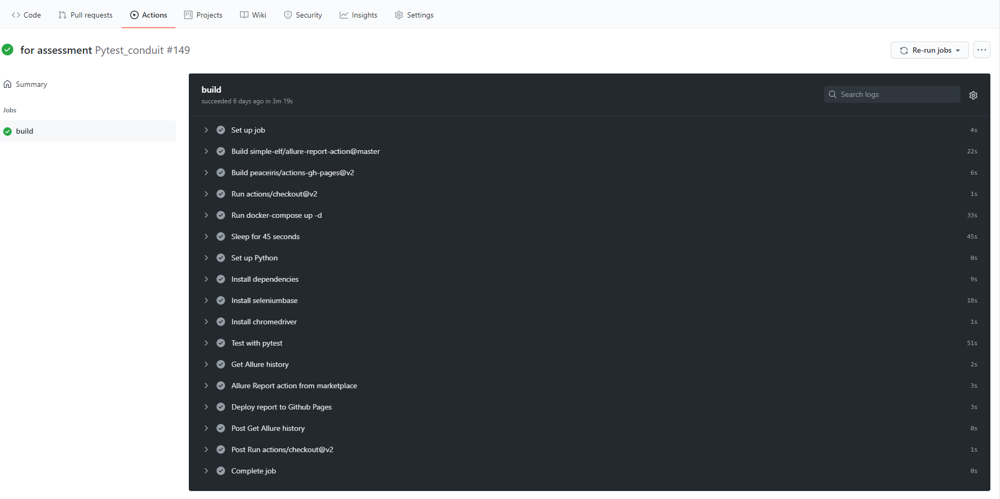 Code Pull requests Actions Projects Wiki Security Insights Settings
for assessment Pytest_conduit #149
Re-run jobs
Summary
Jobs
build
build
succeeded 6 days ago in 3m 19s
Search logs
Set up job 4s
Build simple-elf/allure-report-action@master 22s
Build peaceiris/actions-gh-pages@v2 6s
Run actions/checkout@v2 1s
Run docker-compose up -d 33s
Sleep for 45 seconds 45s
Set up Python 0s
Install dependencies 9s
Install seleniumbase 18s
Install chromedriver 1s
Test with pytest 51s
Get Allure history 2s
Allure Report action from marketplace 3s
Deploy report to Github Pages 3s
Post Get Allure history 0s
Post Run actions/checkout@v2 1s
Complete job 0s